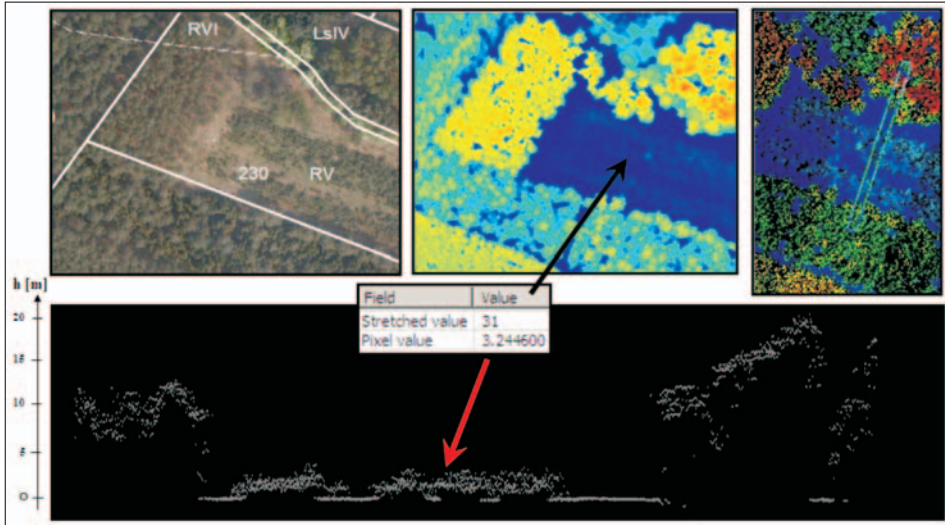 RVI LsIV
230 RV
h [m]
Field Value
Stretched value 31
Pixel value 3.244600
20
15
10
5
0